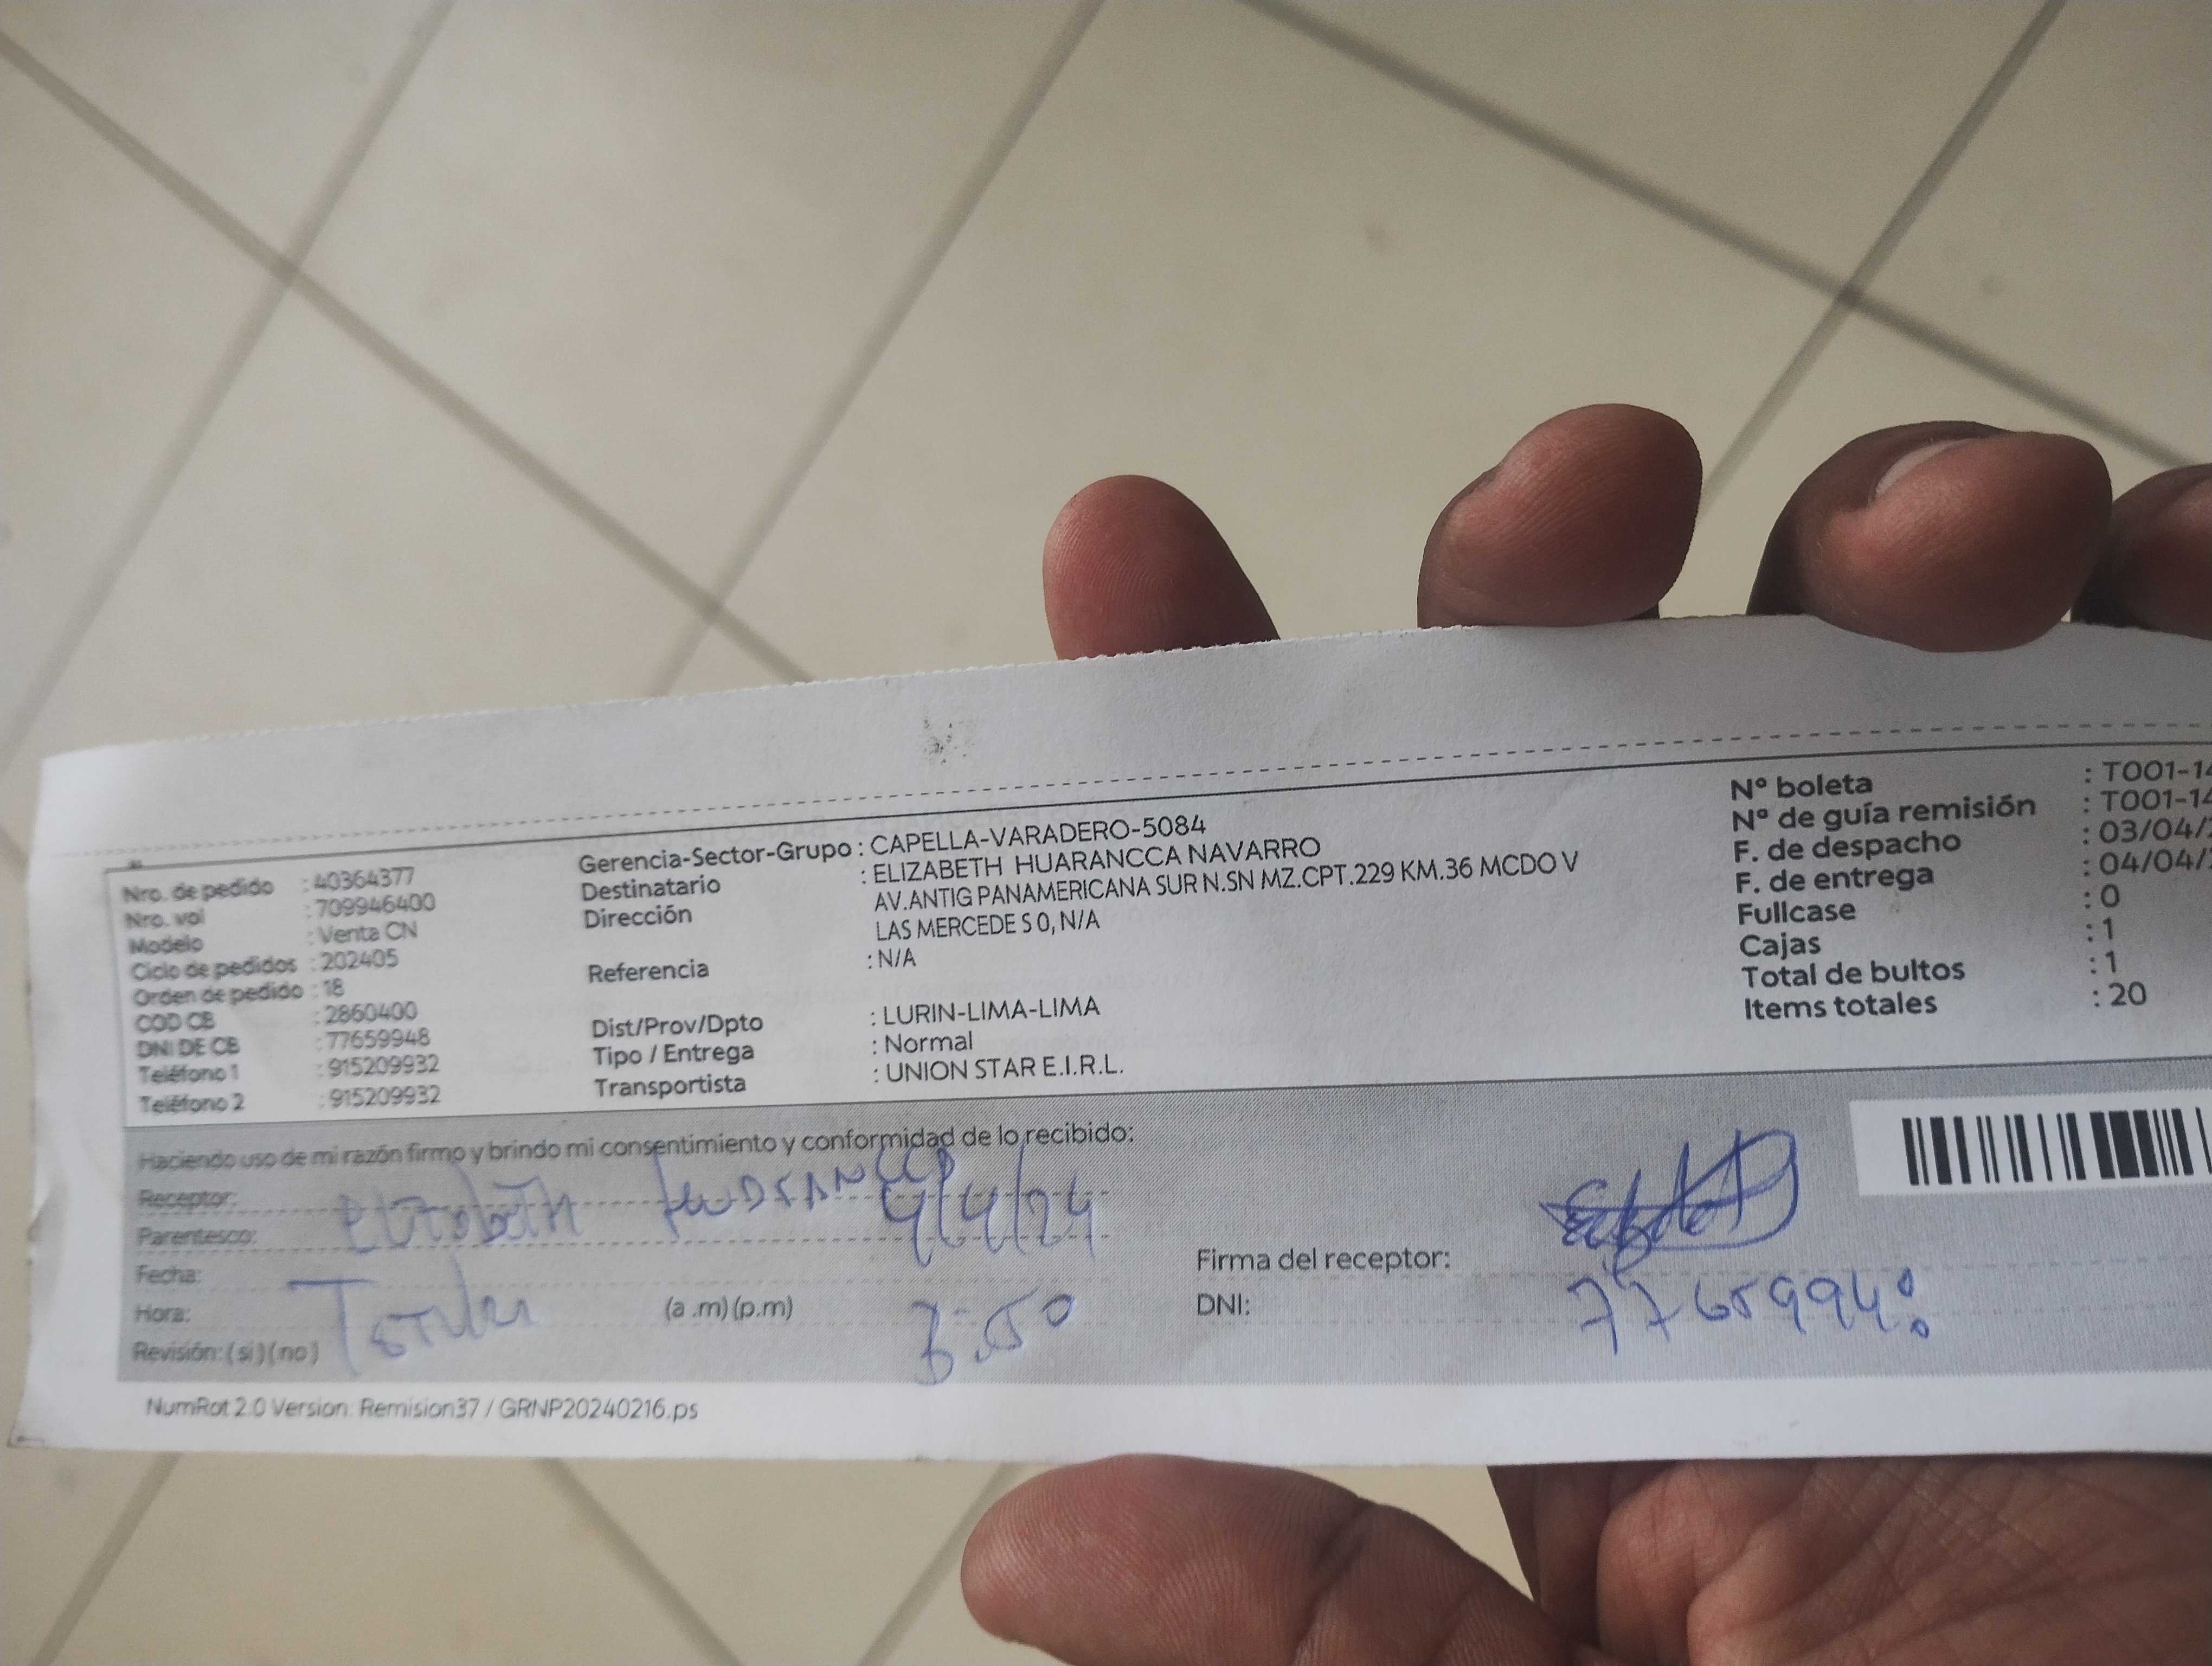 Nro. de pedido : 40364377
Nro. vol : 709946400
Modelo : Venta CN
Ciclo de pedidos : 202405
Orden de pedido : 18
COD CB : 2860400
DNI DE CB : 77659948
Teléfono 1 : 915209932
Teléfono 2 : 915209932
Gerencia-Sector-Grupo : CAPELLA-VARADERO-5084
Destinatario : ELIZABETH HUARANCCA NAVARRO
Dirección AV.ANTIG PANAMERICANA SUR N.SN MZ.CPT.229 KM.36 MCDO V
LAS MERCEDE S 0, N/A
Referencia : N/A
Dist/Prov/Dpto : LURIN-LIMA-LIMA
Tipo / Entrega : Normal
Transportista : UNION STAR E.I.R.L.
Nº boleta : T001-14
Nº de guía remisión : T001-14
F. de despacho : 03/04/
F. de entrega : 04/04/
Fullcase : 0
Cajas : 1
Total de bultos : 1
Items totales : 20
Haciendo uso de mi razón firmo y brindo mi consentimiento y conformidad de lo recibido:
Receptor:
Parentesco: 4/4/24
Fecha:
Hora: (a .m) (p.m)
Revisión: ( si ) ( no )
Firma del receptor:
DNI: 77659948
NumRot 2.0 Version: Remision37 / GRNP20240216.ps